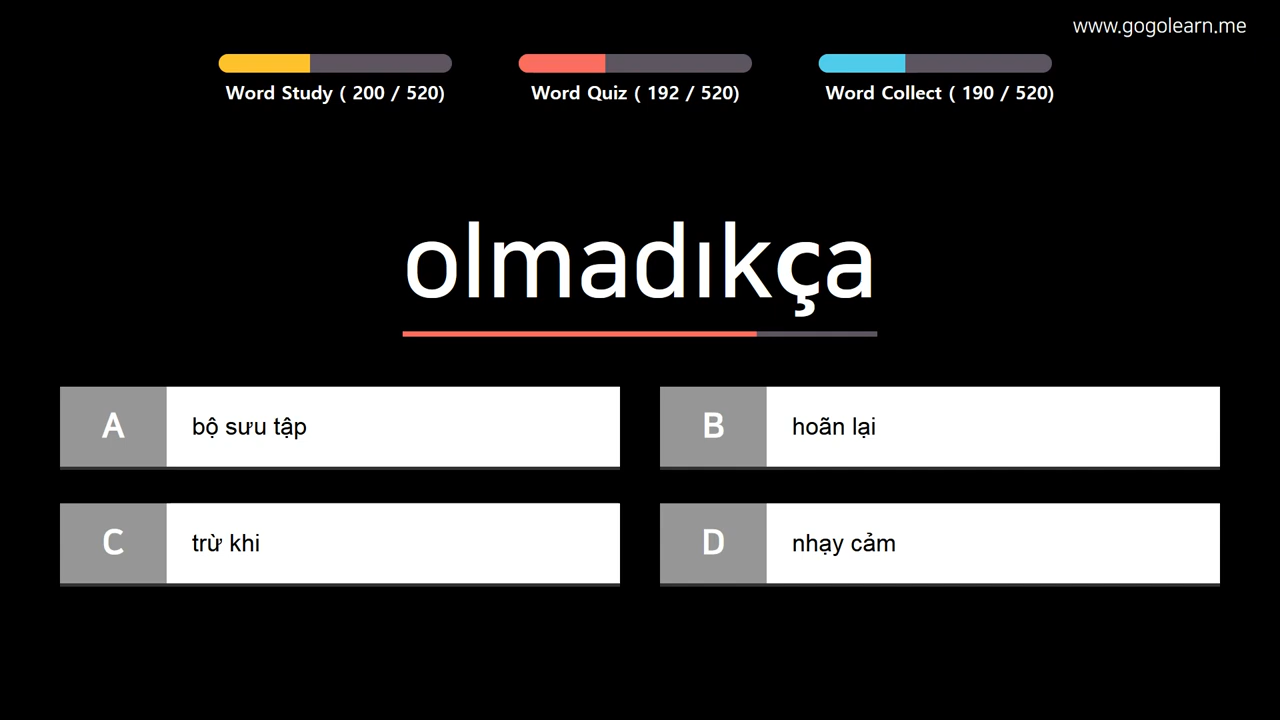 www.gogolearn.me
Word Study ( 200 / 520)
Word Quiz ( 192 / 520)
Word Collect ( 190 / 520)
olmadıkça
A
bộ sưu tập
B
hoãn lại
C
trừ khi
D
nhạy cảm